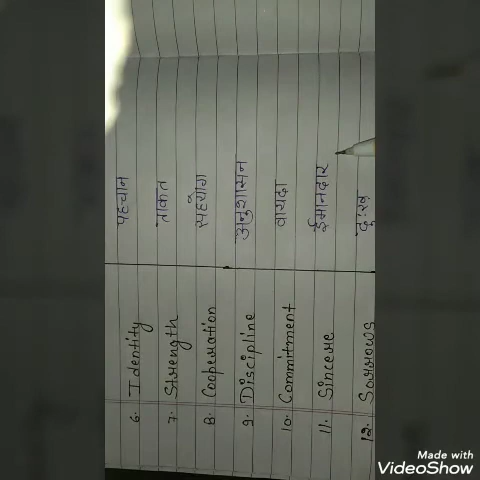 6. Identity पहचान
7. Strength ताकत
8. Cooperation सहयोग
9. Discipline अनुशासन
10. Commitment वायदा
11. Sincere ईमानदार
12. Sorrows दुःख
Made with
VideoShow